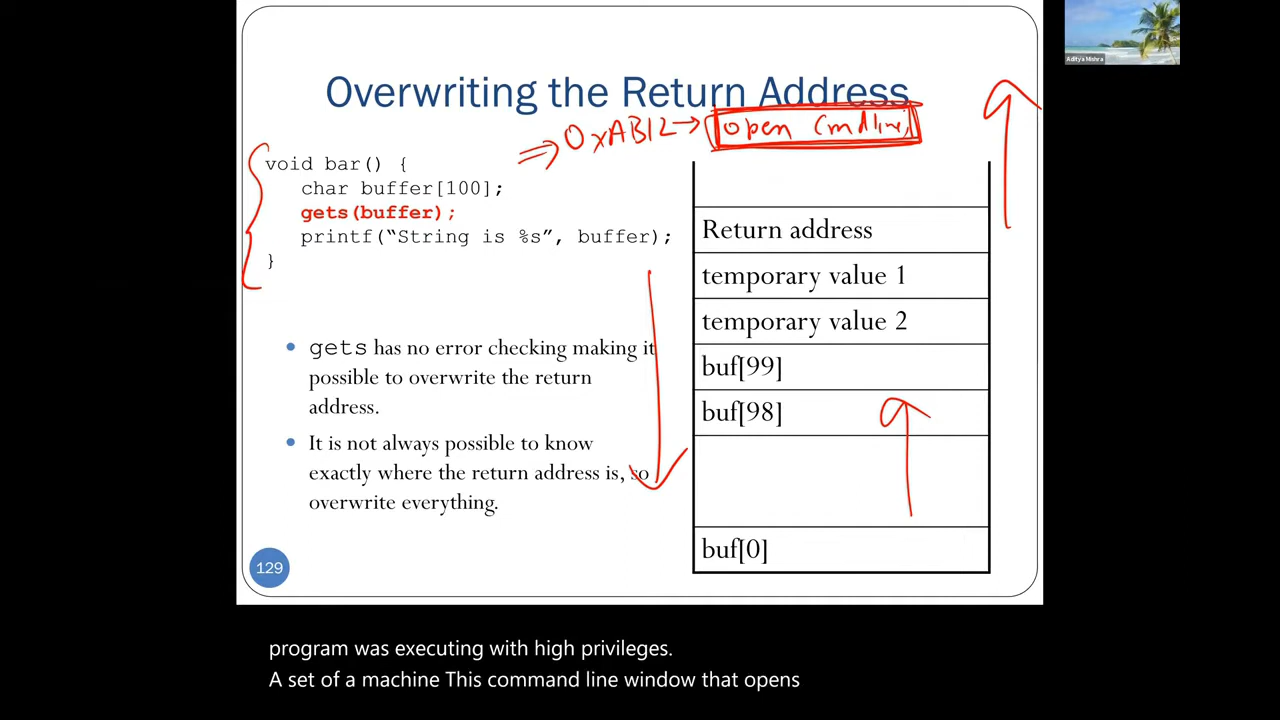 Aditya Mishra
Overwriting the Return Address
⇒ 0xAB12 → open Cmdline;
void bar() {
char buffer[100];
gets(buffer);
printf(“String is %s”, buffer);
}
• gets has no error checking making it
possible to overwrite the return
address.
• It is not always possible to know
exactly where the return address is, so
overwrite everything.
Return address
temporary value 1
temporary value 2
buf[99]
buf[98]
buf[0]
129
program was executing with high privileges.
A set of a machine This command line window that opens